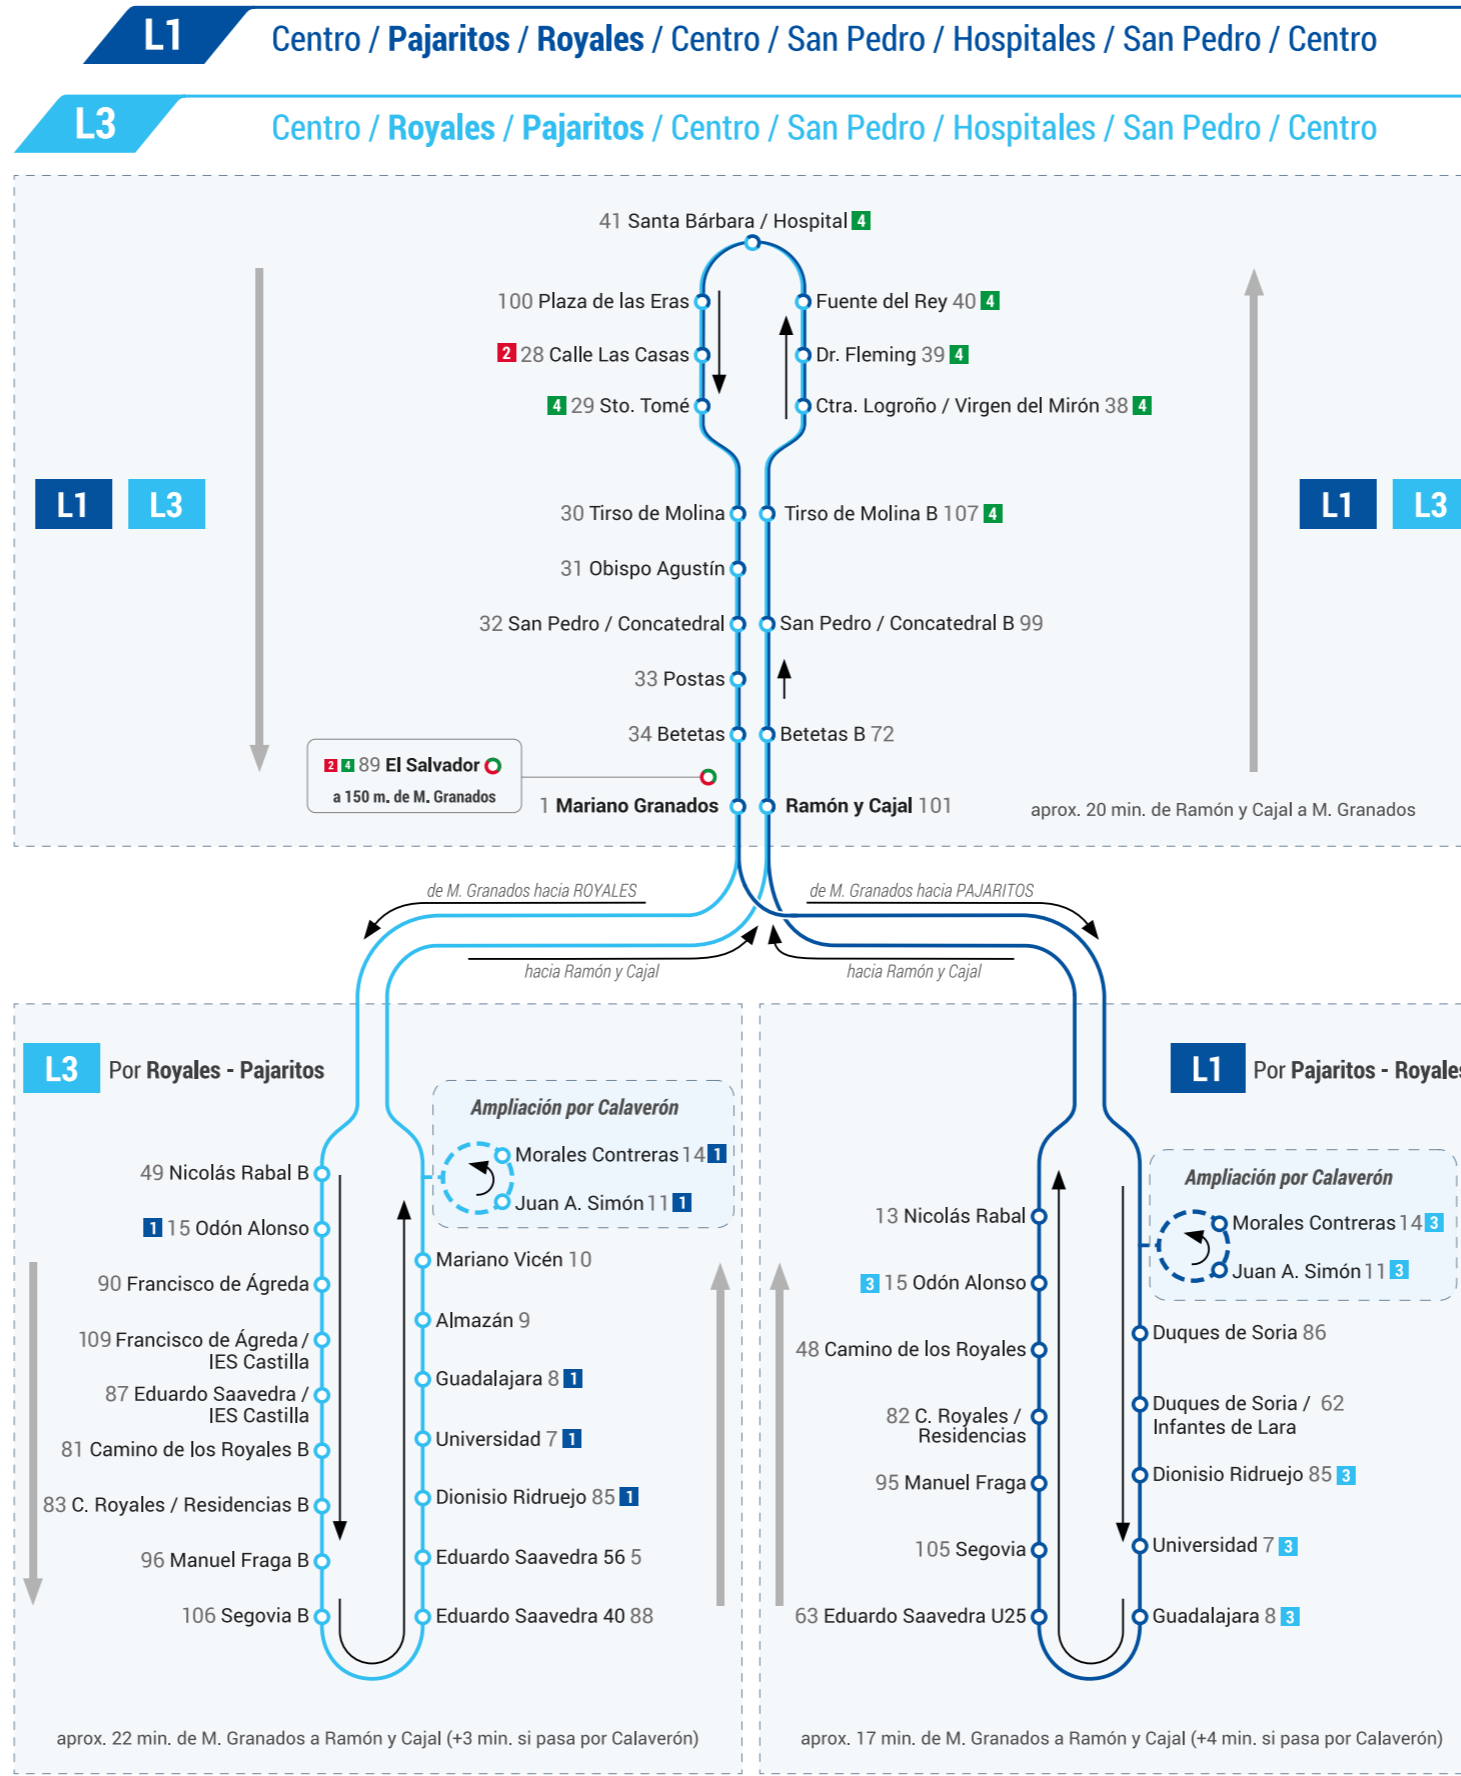 L1 Centro / Pajaritos / Royales / Centro / San Pedro / Hospitales / San Pedro / Centro
L3 Centro / Royales / Pajaritos / Centro / San Pedro / Hospitales / San Pedro / Centro
41 Santa Bárbara / Hospital 4
100 Plaza de las Eras
Fuente del Rey 40 4
2 28 Calle Las Casas
Dr. Fleming 39 4
4 29 Sto. Tomé
Ctra. Logroño / Virgen del Mirón 38 4
L1 L3
L1 L3
30 Tirso de Molina
Tirso de Molina B 107 4
31 Obispo Agustín
32 San Pedro / Concatedral
San Pedro / Concatedral B 99
33 Postas
34 Betetas
Betetas B 72
2 4 89 El Salvador
a 150 m. de M. Granados
1 Mariano Granados
Ramón y Cajal 101
aprox. 20 min. de Ramón y Cajal a M. Granados
de M. Granados hacia ROYALES
de M. Granados hacia PAJARITOS
hacia Ramón y Cajal
hacia Ramón y Cajal
L3 Por Royales - Pajaritos
Ampliación por Calaverón
Morales Contreras 14 1
Juan A. Simón 11 1
49 Nicolás Rabal B
1 15 Odón Alonso
90 Francisco de Ágreda
109 Francisco de Ágreda /
IES Castilla
87 Eduardo Saavedra /
IES Castilla
81 Camino de los Royales B
83 C. Royales / Residencias B
96 Manuel Fraga B
106 Segovia B
Mariano Vicén 10
Almazán 9
Guadalajara 8 1
Universidad 7 1
Dionisio Ridruejo 85 1
Eduardo Saavedra 56 5
Eduardo Saavedra 40 88
aprox. 22 min. de M. Granados a Ramón y Cajal (+3 min. si pasa por Calaverón)
L1 Por Pajaritos - Royales
Ampliación por Calaverón
Morales Contreras 14 3
Juan A. Simón 11 3
13 Nicolás Rabal
3 15 Odón Alonso
48 Camino de los Royales
82 C. Royales /
Residencias
95 Manuel Fraga
105 Segovia
63 Eduardo Saavedra U25
Duques de Soria 86
Duques de Soria / 62
Infantes de Lara
Dionisio Ridruejo 85 3
Universidad 7 3
Guadalajara 8 3
aprox. 17 min. de M. Granados a Ramón y Cajal (+4 min. si pasa por Calaverón)